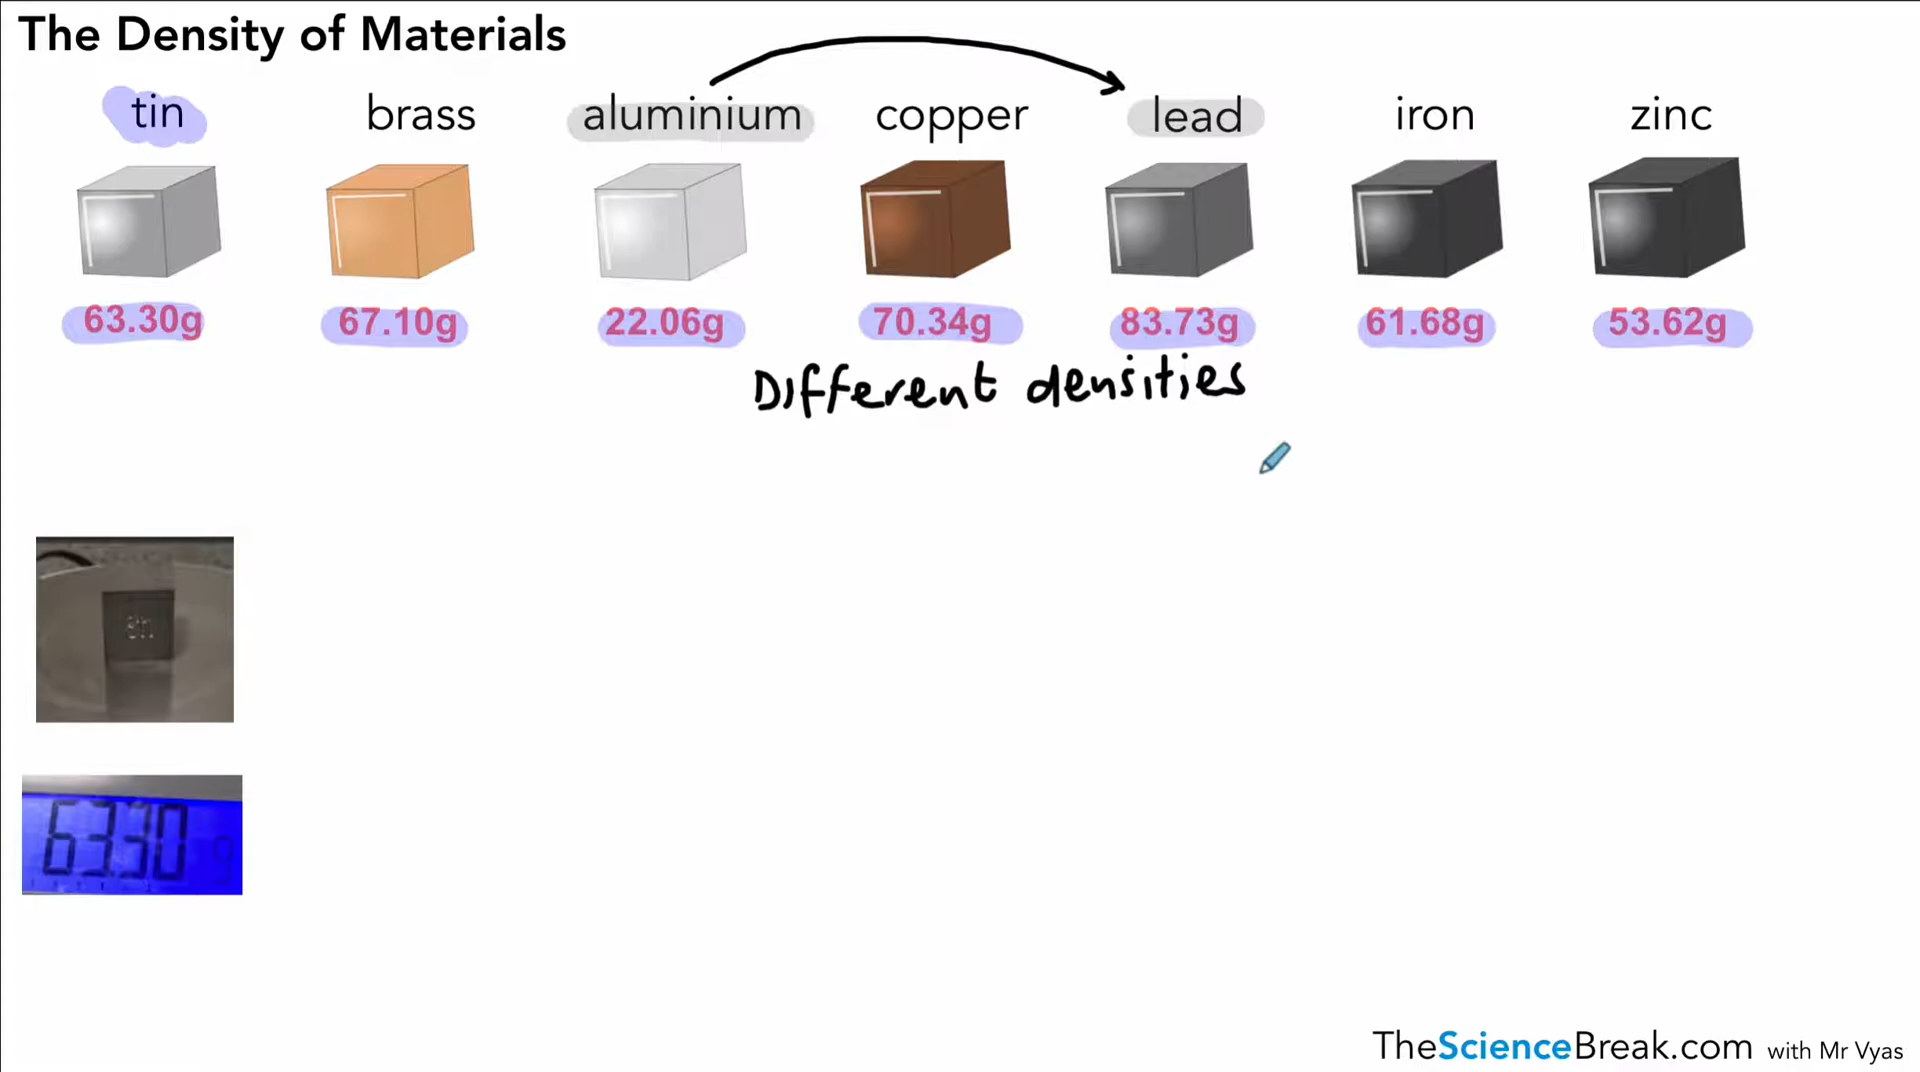 The Density of Materials
tin brass aluminium copper lead iron zinc
63.30g 67.10g 22.06g 70.34g 83.73g 61.68g 53.62g
Different densities
Sn
63.30 g
TheScienceBreak.com with Mr Vyas